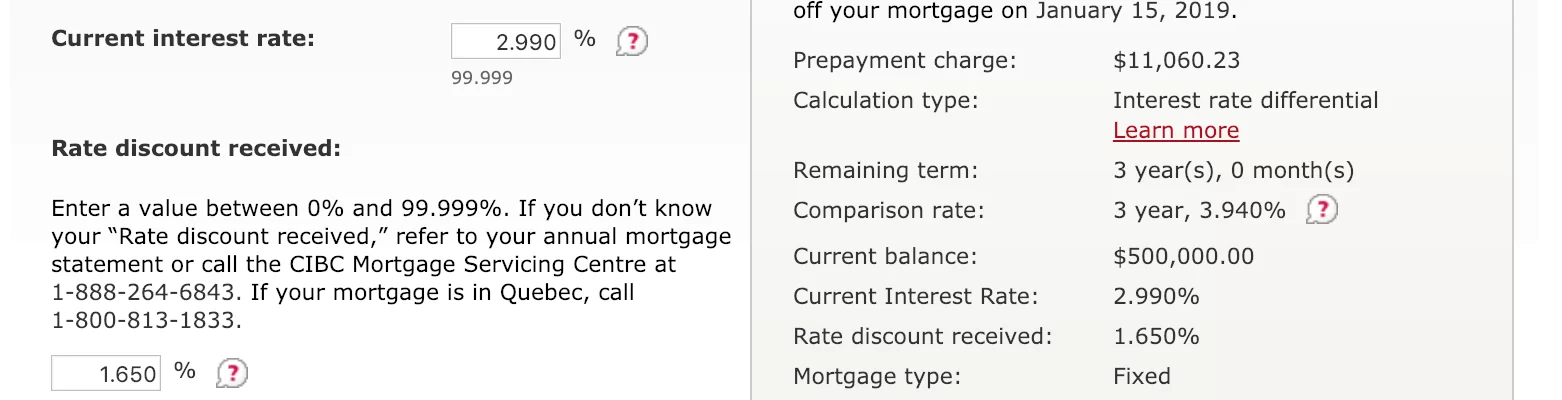 Current interest rate:
2.990 % ?
99.999
Rate discount received:
Enter a value between 0% and 99.999%. If you don’t know
your “Rate discount received,” refer to your annual mortgage
statement or call the CIBC Mortgage Servicing Centre at
1-888-264-6843. If your mortgage is in Quebec, call
1-800-813-1833.
1.650 % ?
off your mortgage on January 15, 2019.
Prepayment charge: $11,060.23
Calculation type: Interest rate differential
Learn more
Remaining term: 3 year(s), 0 month(s)
Comparison rate: 3 year, 3.940% ?
Current balance: $500,000.00
Current Interest Rate: 2.990%
Rate discount received: 1.650%
Mortgage type: Fixed